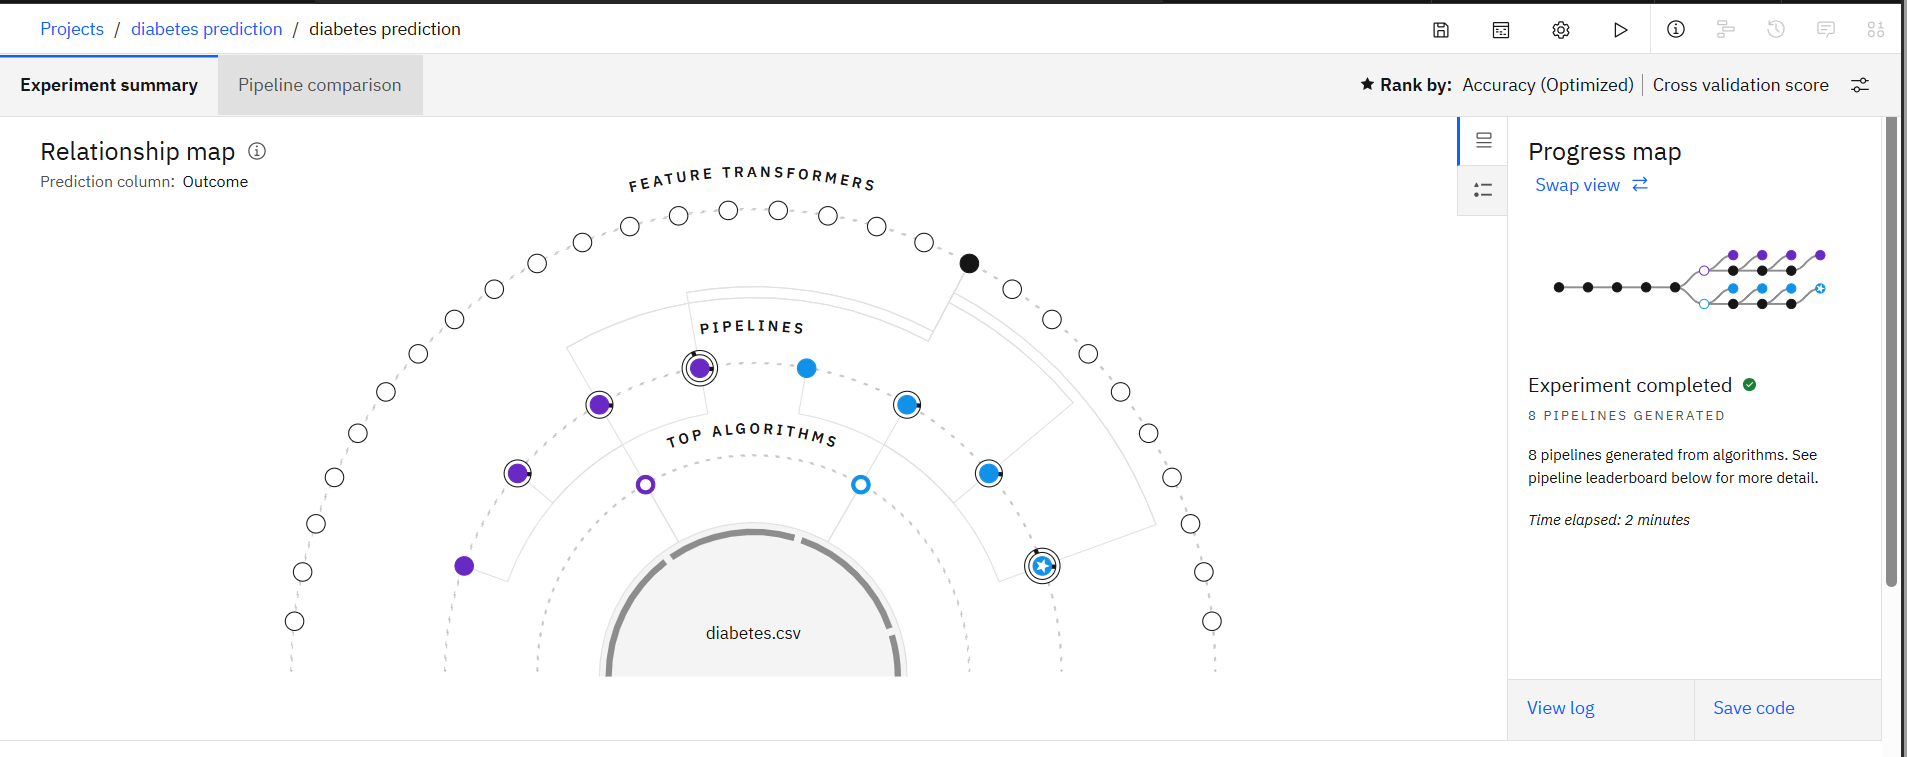 Projects / diabetes prediction / diabetes prediction
Experiment summary
Pipeline comparison
Rank by: Accuracy (Optimized) | Cross validation score
Relationship map
Prediction column: Outcome
FEATURE TRANSFORMERS
PIPELINES
TOP ALGORITHMS
diabetes.csv
Progress map
Swap view
Experiment completed
8 PIPELINES GENERATED
8 pipelines generated from algorithms. See
pipeline leaderboard below for more detail.
Time elapsed: 2 minutes
View log
Save code